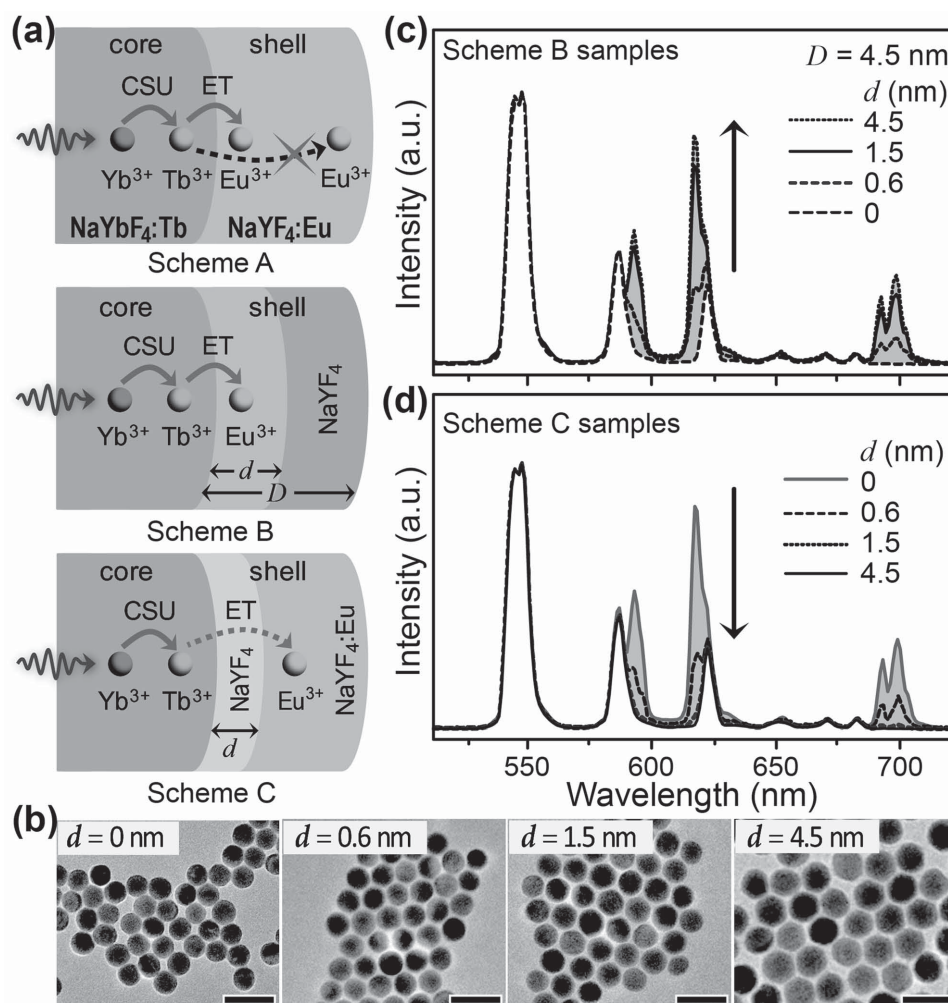 (a)
core shell
CSU ET
Yb³⁺ Tb³⁺ Eu³⁺ Eu³⁺
NaYbF₄:Tb NaYF₄:Eu
Scheme A
core shell
CSU ET
NaYF₄
Yb³⁺ Tb³⁺ Eu³⁺
d
D
Scheme B
core shell
CSU ET
NaYF₄
NaYF₄:Eu
Yb³⁺ Tb³⁺ Eu³⁺
d
Scheme C
(c)
Scheme B samples D = 4.5 nm
d (nm)
4.5
1.5
0.6
0
Intensity (a.u.)
(d)
Scheme C samples
d (nm)
0
0.6
1.5
4.5
Intensity (a.u.)
550 600 650 700
Wavelength (nm)
(b)
d = 0 nm d = 0.6 nm d = 1.5 nm d = 4.5 nm